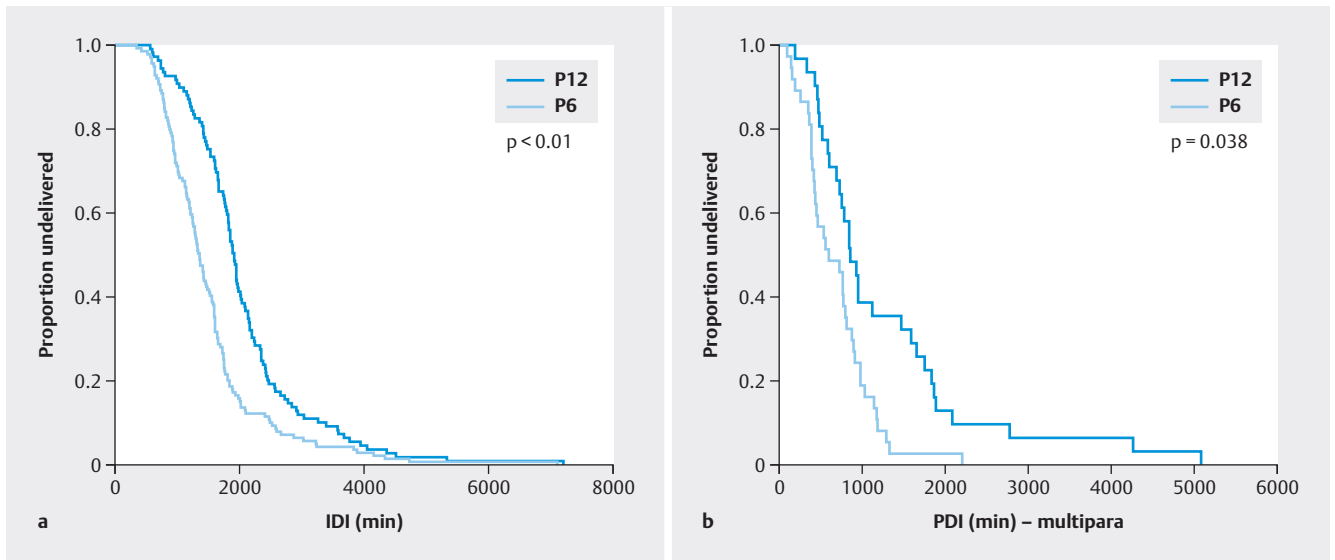 1.0
0.8
0.6
0.4
0.2
0
Proportion undelivered
P12
P6
p < 0.01
0 2000 4000 6000 8000
a
IDI (min)
1.0
0.8
0.6
0.4
0.2
0
Proportion undelivered
P12
P6
p = 0.038
0 1000 2000 3000 4000 5000 6000
b
PDI (min) – multipara